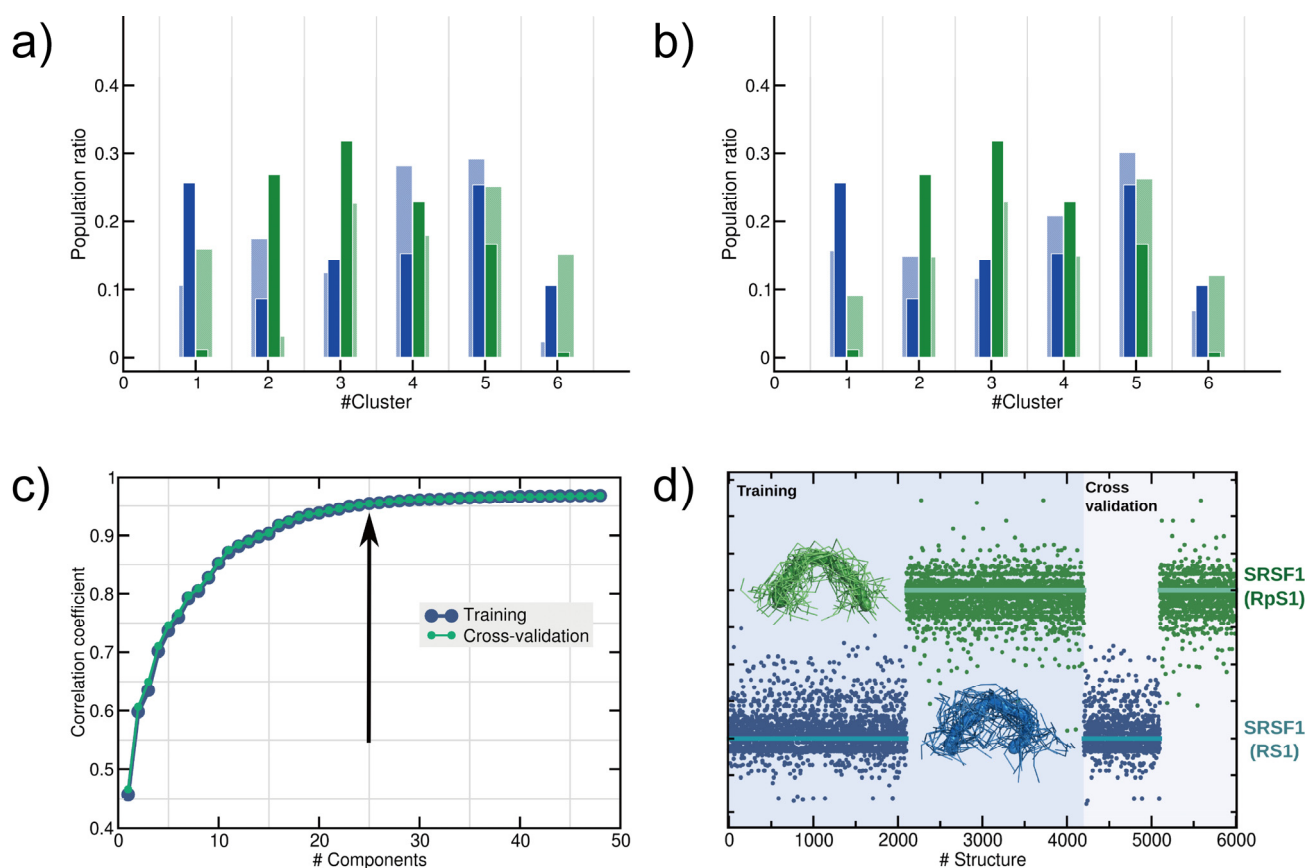 a)
Population ratio
0.4
0.3
0.2
0.1
0
0 1 2 3 4 5 6
#Cluster
b)
Population ratio
0.4
0.3
0.2
0.1
0
0 1 2 3 4 5 6
#Cluster
c)
Correlation coefficient
1
0.9
0.8
0.7
0.6
0.5
0.4
Training
Cross-validation
0 10 20 30 40 50
# Components
d)
Training
Cross
validation
SRSF1
(RpS1)
SRSF1
(RS1)
0 1000 2000 3000 4000 5000 6000
# Structure